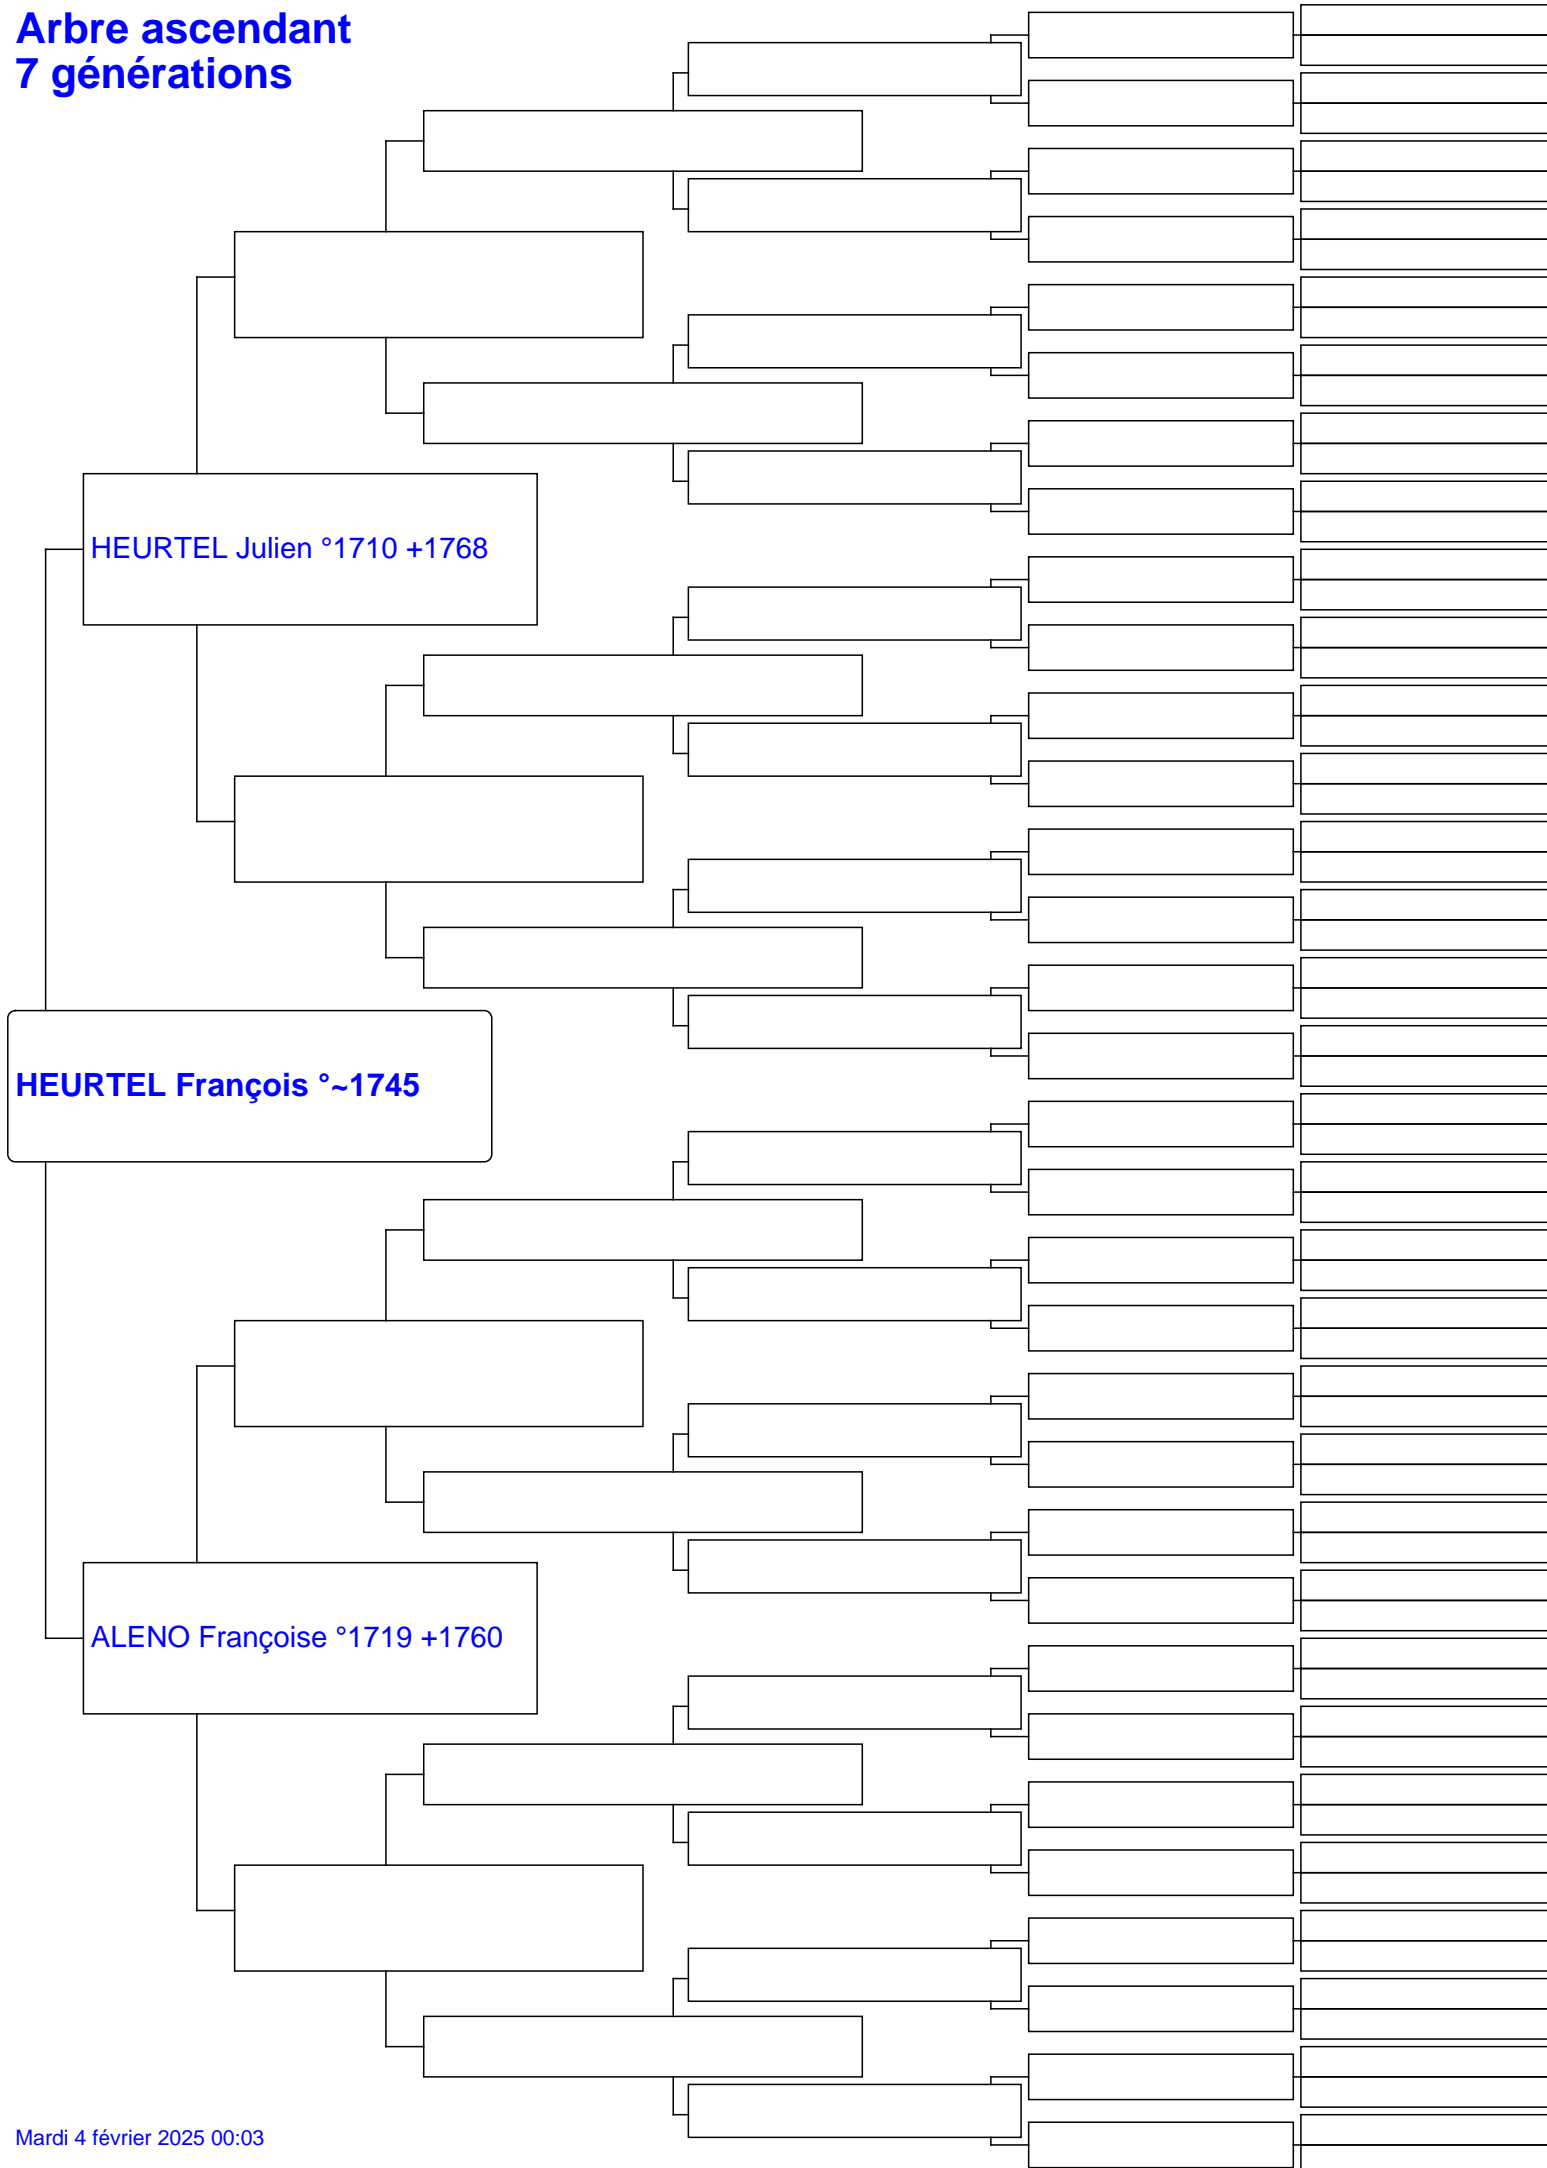 Arbre ascendant
7 générations
HEURTEL Julien °1710 +1768
HEURTEL François °~1745
ALENO Françoise °1719 +1760
Mardi 4 février 2025 00:03